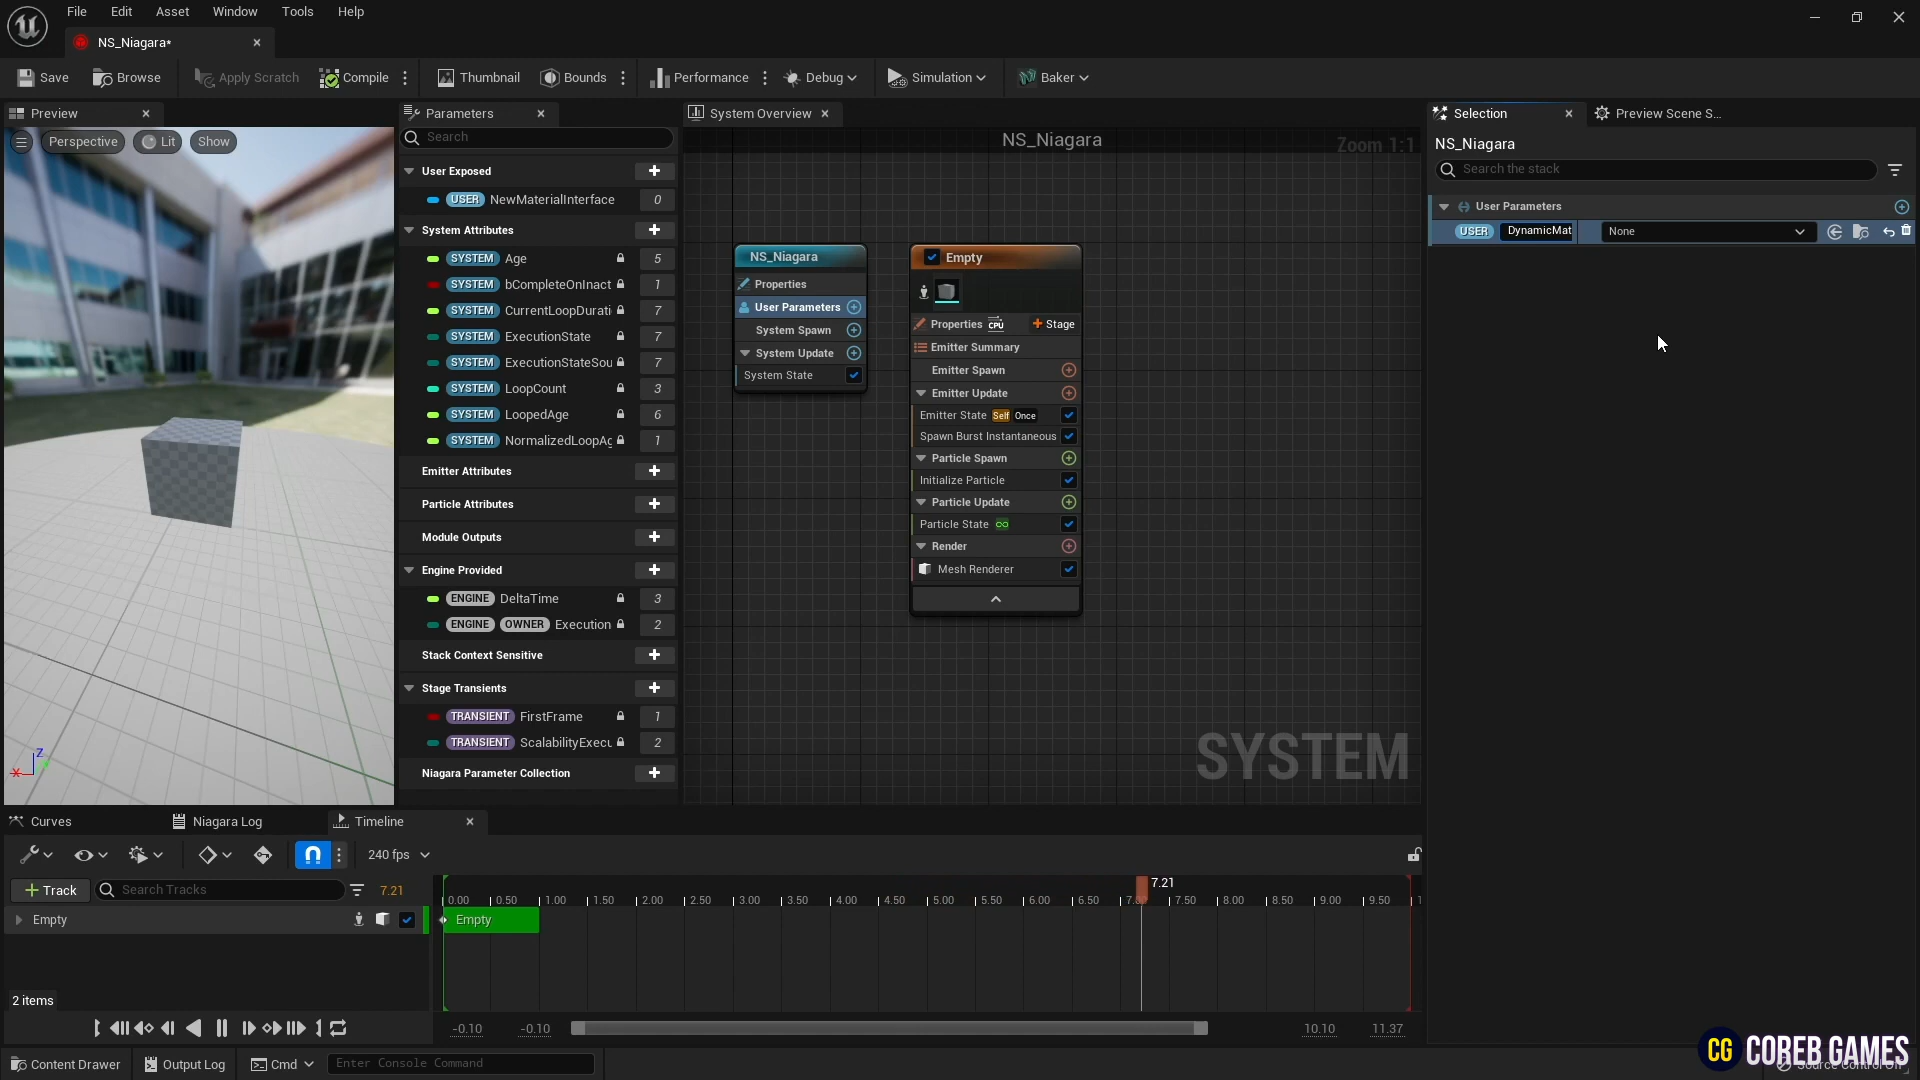 File Edit Asset Window Tools Help
NS_Niagara*
Save Browse Apply Scratch Compile Thumbnail Bounds Performance Debug Simulation Baker
Preview Parameters System Overview Selection Preview Scene S...
Perspective Lit Show
Search
NS_Niagara
Zoom 1:1
NS_Niagara
Search the stack
User Exposed
USER NewMaterialInterface 0
System Attributes
SYSTEM Age 5
SYSTEM bCompleteOnInact 1
SYSTEM CurrentLoopDurati 7
SYSTEM ExecutionState 7
SYSTEM ExecutionStateSou 7
SYSTEM LoopCount 3
SYSTEM LoopedAge 6
SYSTEM NormalizedLoopAg 1
Emitter Attributes
Particle Attributes
Module Outputs
Engine Provided
ENGINE DeltaTime 3
ENGINE OWNER Execution 2
Stack Context Sensitive
Stage Transients
TRANSIENT FirstFrame 1
TRANSIENT ScalabilityExecu 2
Niagara Parameter Collection
NS_Niagara
Properties
User Parameters
System Spawn
System Update
System State
Empty
Properties CPU Stage
Emitter Summary
Emitter Spawn
Emitter Update
Emitter State Self Once
Spawn Burst Instantaneous
Particle Spawn
Initialize Particle
Particle Update
Particle State
Render
Mesh Renderer
SYSTEM
User Parameters
USER DynamicMat None
Z
X
Curves Niagara Log Timeline
240 fps
Track Search Tracks 7.21
7.21
0.00 0.50 1.00 1.50 2.00 2.50 3.00 3.50 4.00 4.50 5.00 5.50 6.00 6.50 7.0 7.50 8.00 8.50 9.00 9.50 1
Empty Empty
2 items
-0.10 -0.10 10.10 11.37
Content Drawer Output Log Cmd Enter Console Command
CG COREB GAMES
Source Control Off